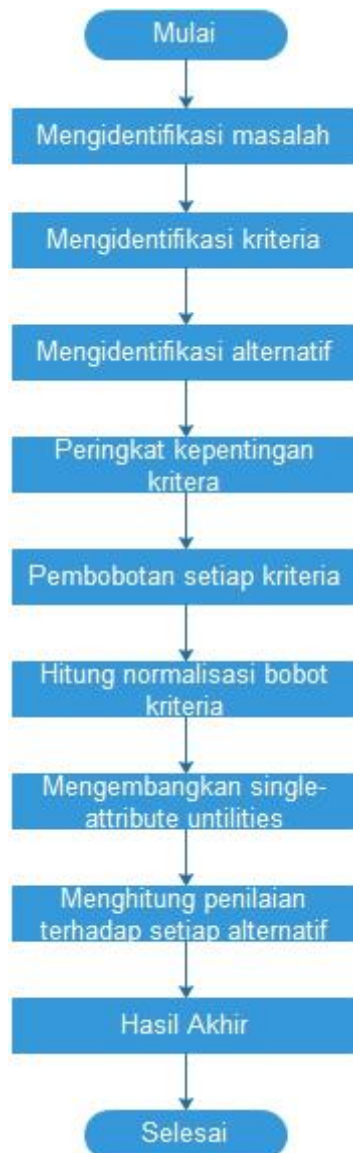 Mulai
Mengidentifikasi masalah
Mengidentifikasi kriteria
Mengidentifikasi alternatif
Peringkat kepentingan
kritera
Pembobotan setiap kriteria
Hitung normalisasi bobot
kriteria
Mengembangkan single-
attribute untilities
Menghitung penilaian
terhadap setiap alternatif
Hasil Akhir
Selesai